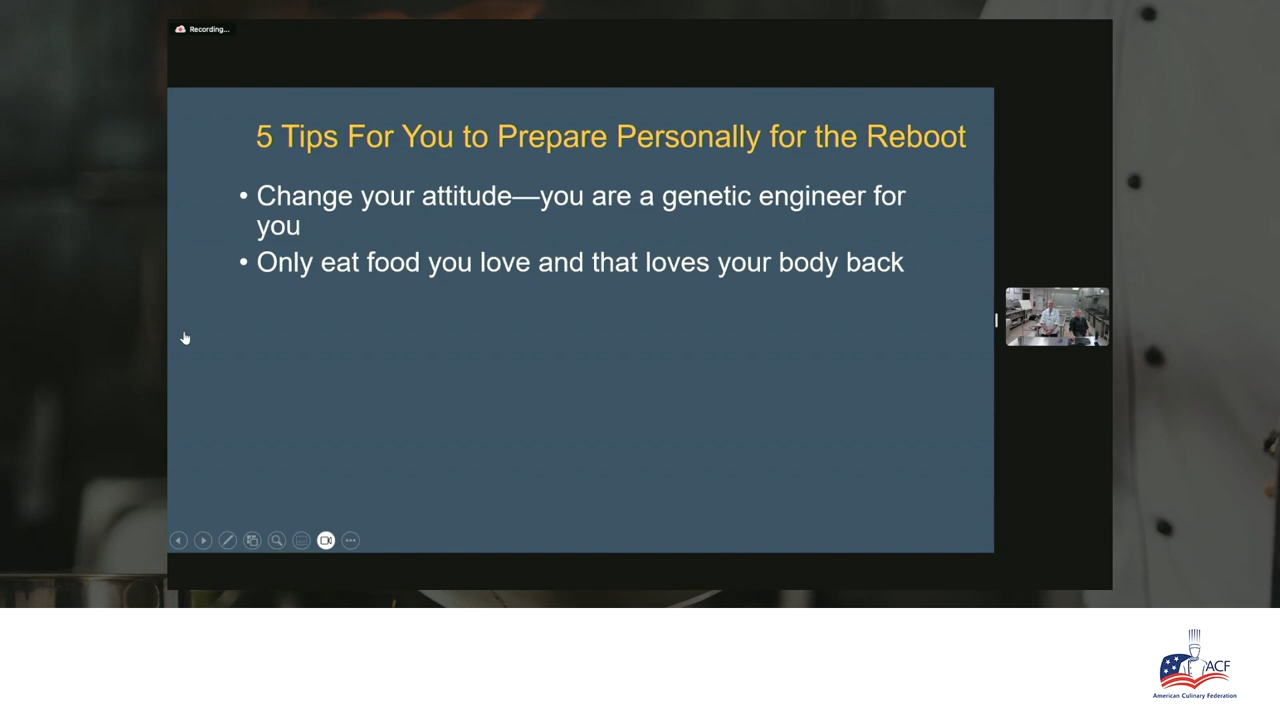 Recording...
5 Tips For You to Prepare Personally for the Reboot
• Change your attitude—you are a genetic engineer for
you
• Only eat food you love and that loves your body back
ACF
American Culinary Federation